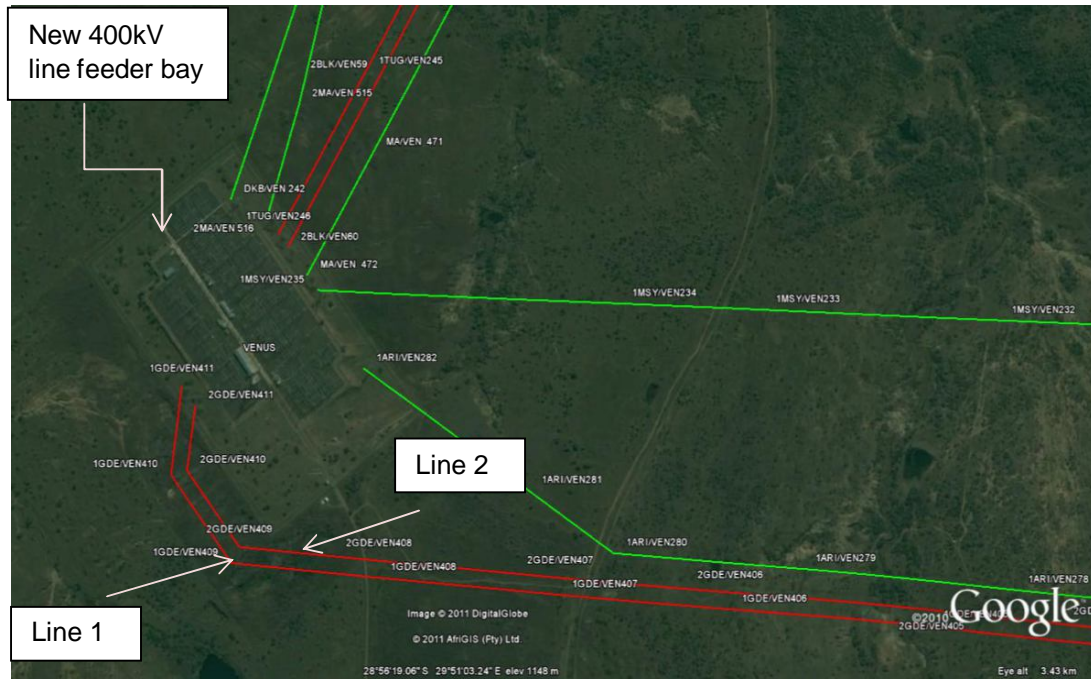 New 400kV
line feeder bay
2BLK/VEN59
1TUG/VEN245
2MA/VEN 515
MA/VEN 471
DKB/VEN 242
1TUG/VEN246
2MA/VEN 516
2BLK/VEN60
MA/VEN 472
1MSY/VEN235
1MSY/VEN234
1MSY/VEN233
1MSY/VEN232
VENUS
1ARI/VEN282
1GDE/VEN411
2GDE/VEN411
Line 2
1GDE/VEN410
2GDE/VEN410
1ARI/VEN281
2GDE/VEN409
2GDE/VEN408
1ARI/VEN280
1GDE/VEN409
2GDE/VEN407
1ARI/VEN279
1GDE/VEN408
2GDE/VEN406
1ARI/VEN278
1GDE/VEN407
1GDE/VEN406
Line 1
Image © 2011 DigitalGlobe
© 2011 AfriGIS (Pty) Ltd
©2010 Google
2GDE/VEN405
28°56'19.06" S 29°51'03.24" E elev 1148 m
Eye alt 3.43 km